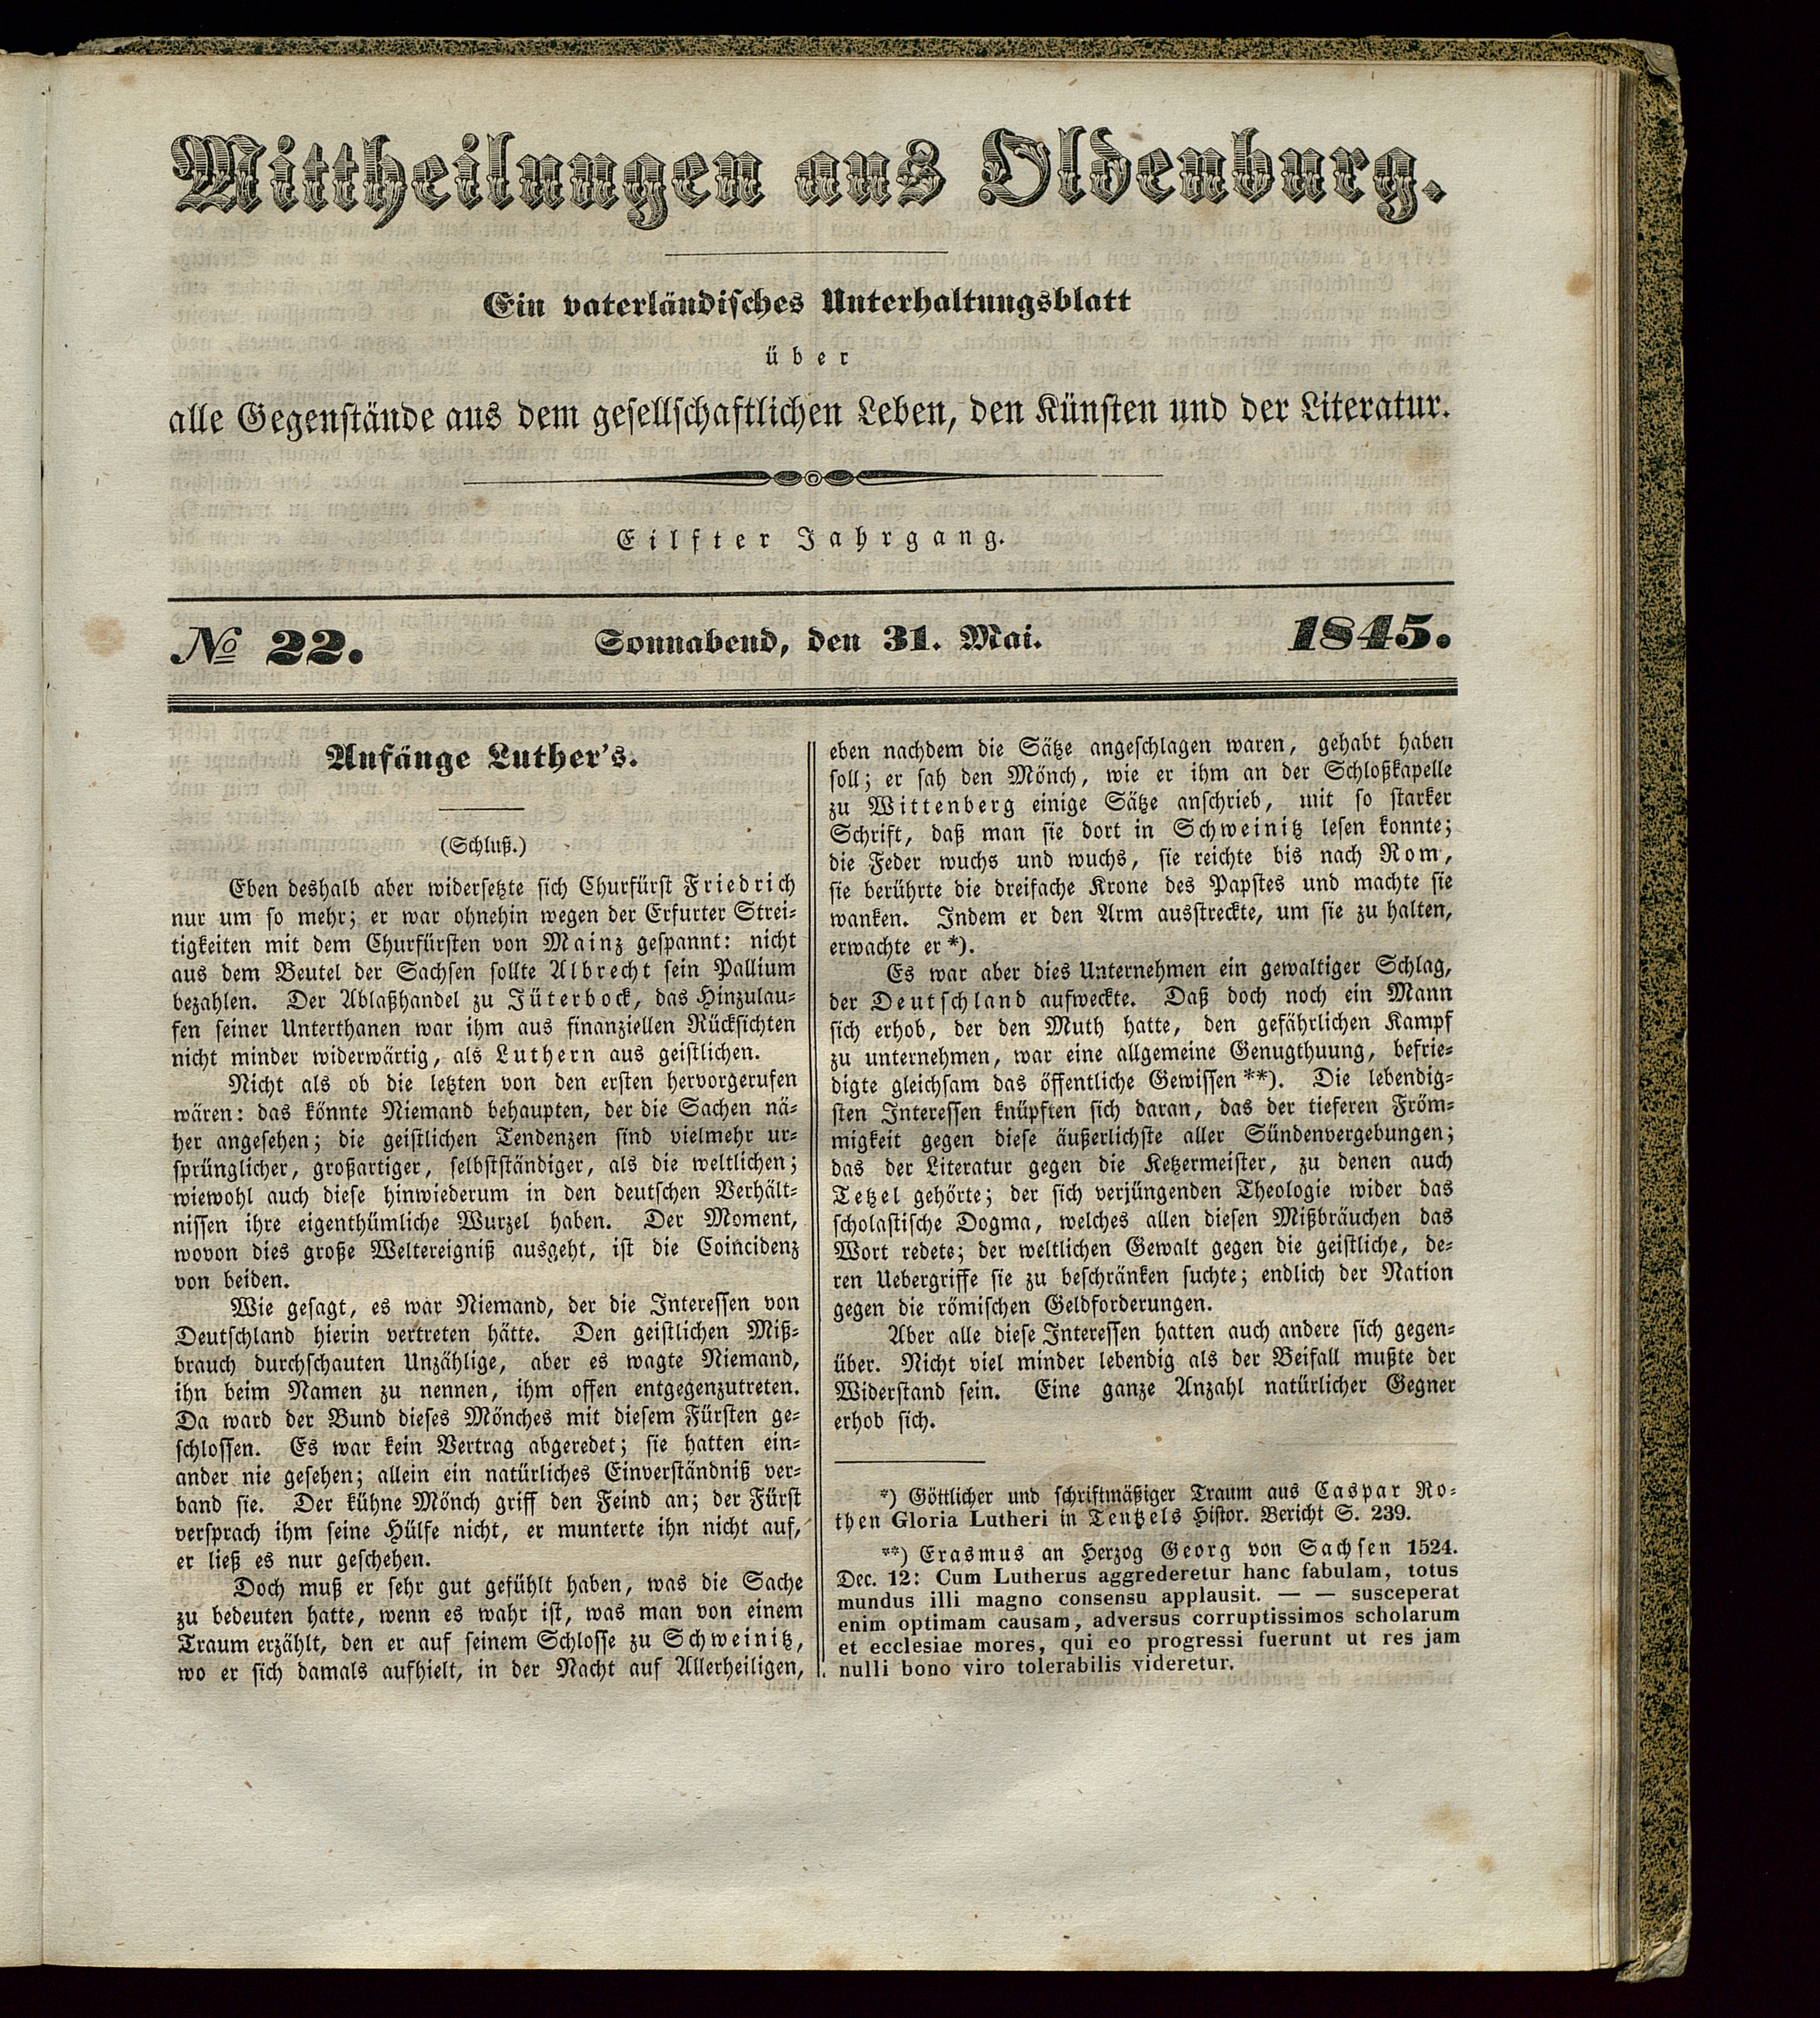 Mittheilungen aus Oldenburg.
Ein vaterländisches Unterhaltungsblatt
über
alle Gegenstände aus dem gesellschaftlichen Leben, den Künsten und der Literatur.
Eilfter Jahrgang.
№ 22. Sonnabend, den 31. Mai. 1845.
Anfänge Luther's.
(Schluß.)
Eben deshalb aber widersetzte sich Churfürst Friedrich
nur um so mehr; er war ohnehin wegen der Erfurter Strei-
tigkeiten mit dem Churfürsten von Mainz gespannt: nicht
aus dem Beutel der Sachsen sollte Albrecht sein Pallium
bezahlen. Der Ablaßhandel zu Jüterbock, das Hinzulau-
fen seiner Unterthanen war ihm aus finanziellen Rücksichten
nicht minder widerwärtig, als Luthern aus geistlichen.
Nicht als ob die letzten von den ersten hervorgerufen
wären: das könnte Niemand behaupten, der die Sachen nä-
her angesehen; die geistlichen Tendenzen sind vielmehr ur-
sprünglicher, großartiger, selbstständiger, als die weltlichen;
wiewohl auch diese hinwiederum in den deutschen Verhält-
nissen ihre eigenthümliche Wurzel haben. Der Moment,
wovon dies große Weltereigniß ausgeht, ist die Coincidenz
von beiden.
Wie gesagt, es war Niemand, der die Interessen von
Deutschland hierin vertreten hätte. Den geistlichen Miß-
brauch durchschauten Unzählige, aber es wagte Niemand,
ihn beim Namen zu nennen, ihm offen entgegenzutreten.
Da ward der Bund dieses Mönches mit diesem Fürsten ge-
schlossen. Es war kein Vertrag abgeredet; sie hatten ein-
ander nie gesehen; allein ein natürliches Einverständniß ver-
band sie. Der kühne Mönch griff den Feind an; der Fürst
versprach ihm seine Hülfe nicht, er munterte ihn nicht auf,
er ließ es nur geschehen.
Doch muß er sehr gut gefühlt haben, was die Sache
zu bedeuten hatte, wenn es wahr ist, was man von einem
Traum erzählt, den er auf seinem Schlosse zu Schweinitz,
wo er sich damals aufhielt, in der Nacht auf Allerheiligen,
eben nachdem die Sätze angeschlagen waren, gehabt haben
soll; er sah den Mönch, wie er ihm an der Schloßkapelle
zu Wittenberg einige Sätze anschrieb, mit so starker
Schrift, daß man sie dort in Schweinitz lesen konnte;
die Feder wuchs und wuchs, sie reichte bis nach Rom,
sie berührte die dreifache Krone des Papstes und machte sie
wanken. Indem er den Arm ausstreckte, um sie zu halten,
erwachte er *).
Es war aber dies Unternehmen ein gewaltiger Schlag,
der Deutschland aufweckte. Daß doch noch ein Mann
sich erhob, der den Muth hatte, den gefährlichen Kampf
zu unternehmen, war eine allgemeine Genugthuung, befrie-
digte gleichsam das öffentliche Gewissen **). Die lebendig-
sten Interessen knüpften sich daran, das der tieferen Fröm-
migkeit gegen diese äußerlichste aller Sündenvergebungen;
das der Literatur gegen die Ketzermeister, zu denen auch
Tetzel gehörte; der sich verjüngenden Theologie wider das
scholastische Dogma, welches allen diesen Mißbräuchen das
Wort redete; der weltlichen Gewalt gegen die geistliche, de-
ren Uebergriffe sie zu beschränken suchte; endlich der Nation
gegen die römischen Geldforderungen.
Aber alle diese Interessen hatten auch andere sich gegen-
über. Nicht viel minder lebendig als der Beifall mußte der
Widerstand sein. Eine ganze Anzahl natürlicher Gegner
erhob sich.
*) Göttlicher und schriftmäßiger Traum aus Caspar Ro-
then Gloria Lutheri in Tentzels Histor. Bericht S. 239.
**) Erasmus an Herzog Georg von Sachsen 1524.
Dec. 12: Cum Lutherus aggrederetur hanc fabulam, totus
mundus illi magno consensu applausit. — — susceperat
enim optimam causam, adversus corruptissimos scholarum
et ecclesiae mores, qui eo progressi fuerunt ut res jam
nulli bono viro tolerabilis videretur.